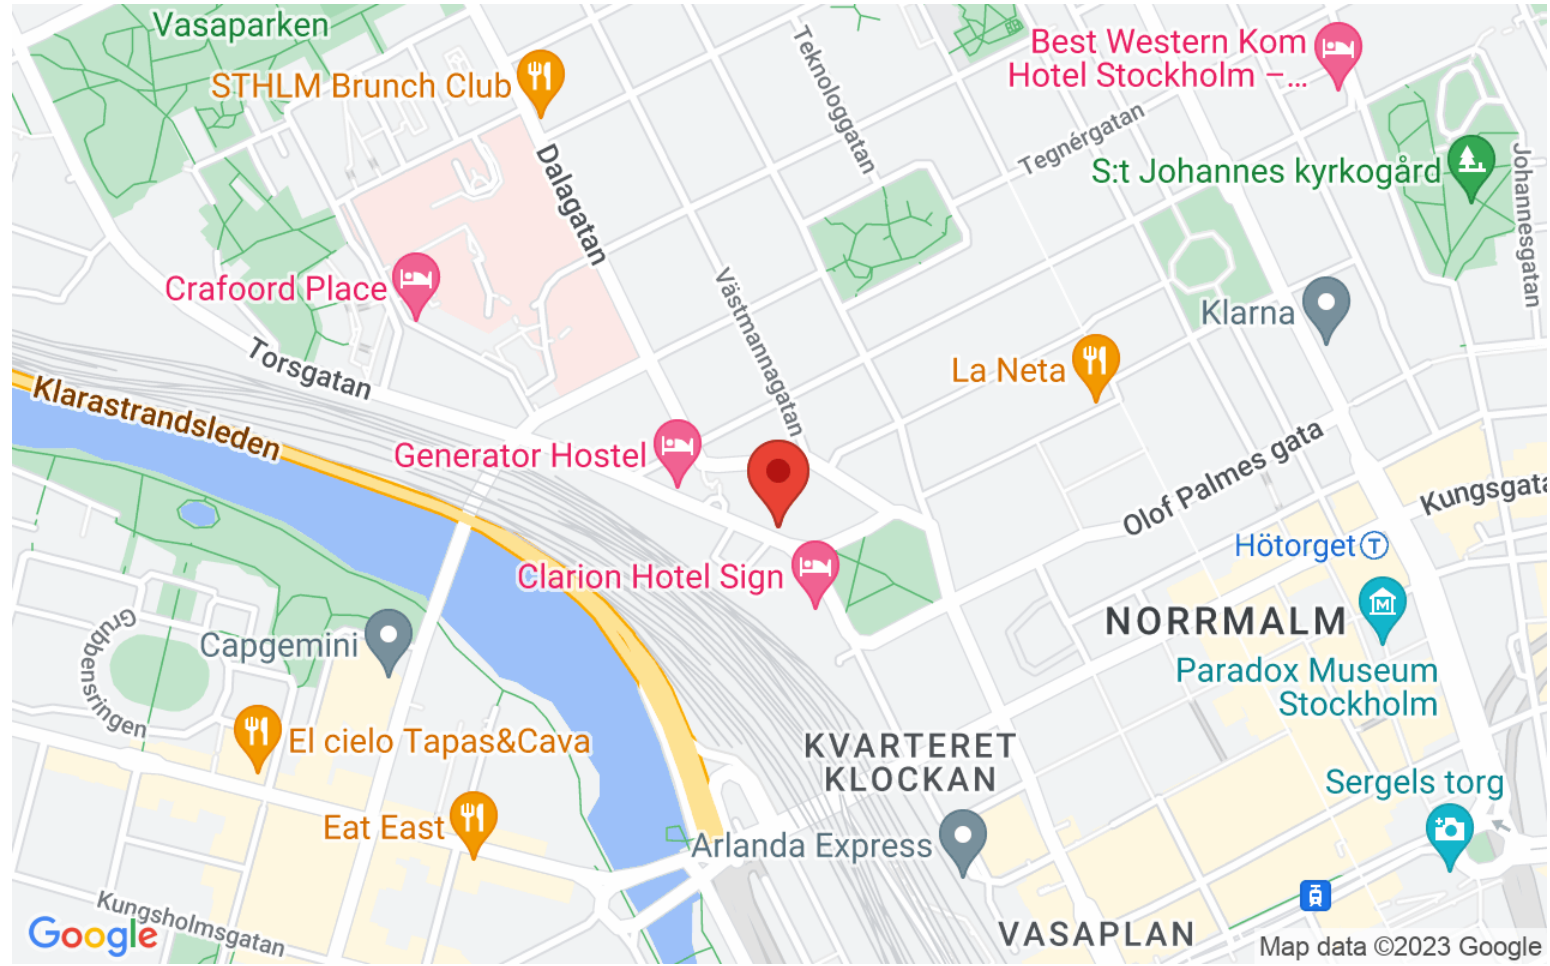 Vasaparken
STHLM Brunch Club
Teknologgatan
Best Western Kom
Hotel Stockholm –...
Tegnérgatan
S:t Johannes kyrkogård
Johannesgatan
Dalagatan
Crafoord Place
Västmannagatan
Klarna
Torsgatan
La Neta
Klarastrandsleden
Generator Hostel
Olof Palmes gata
Kungsgata
Hötorget T
Clarion Hotel Sign
NORRMALM
M
Grubbensringen
Capgemini
Paradox Museum
Stockholm
El cielo Tapas&Cava
KVARTERET
KLOCKAN
Sergels torg
Eat East
Arlanda Express
Kungsholmsgatan
VASAPLAN
Google
Map data ©2023 Google